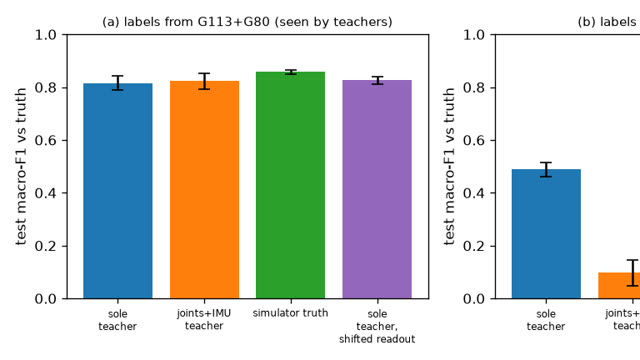 (a) labels from G113+G80 (seen by teachers)
test macro-F1 vs truth
1.0
0.8
0.6
0.4
0.2
0.0
sole
teacher
joints+IMU
teacher
simulator truth
sole
teacher,
shifted readout
(b) labels
test macro-F1 vs truth
1.0
0.8
0.6
0.4
0.2
0.0
sole
teacher
joints+